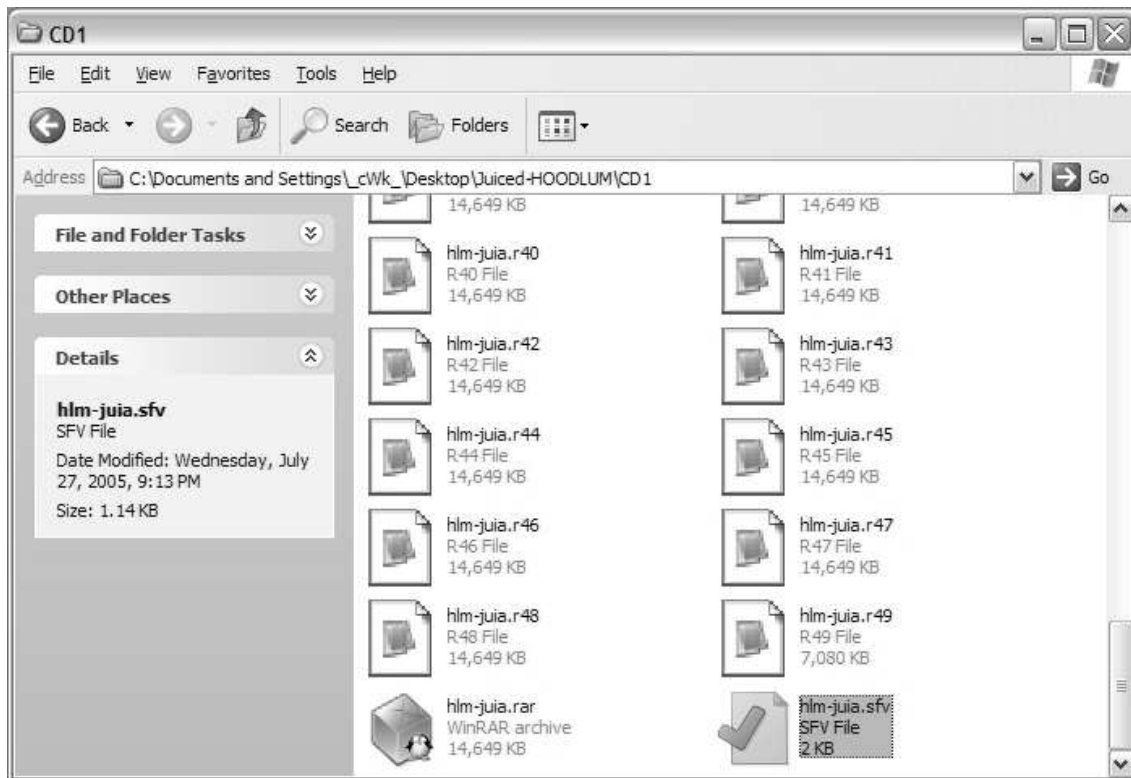 CD1
File Edit View Favorites Tools Help
Back Search Folders
Address C:\Documents and Settings\_cWk_\Desktop\Juiced-HOODLUM\CD1 Go
File and Folder Tasks
Other Places
Details
hlm-juia.sfv
SFV File
Date Modified: Wednesday, July
27, 2005, 9:13 PM
Size: 1.14 KB
14,649 KB
14,649 KB
hlm-juia.r40
R40 File
14,649 KB
hlm-juia.r41
R41 File
14,649 KB
hlm-juia.r42
R42 File
14,649 KB
hlm-juia.r43
R43 File
14,649 KB
hlm-juia.r44
R44 File
14,649 KB
hlm-juia.r45
R45 File
14,649 KB
hlm-juia.r46
R46 File
14,649 KB
hlm-juia.r47
R47 File
14,649 KB
hlm-juia.r48
R48 File
14,649 KB
hlm-juia.r49
R49 File
7,080 KB
hlm-juia.rar
WinRAR archive
14,649 KB
hlm-juia.sfv
SFV File
2 KB